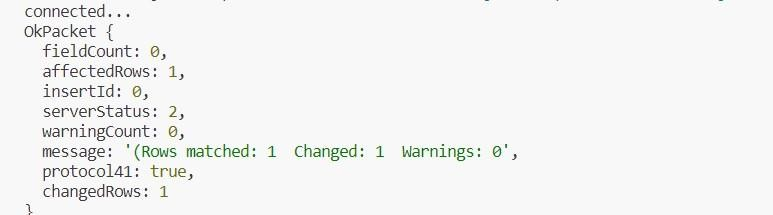 connected...
OkPacket {
  fieldCount: 0,
  affectedRows: 1,
  insertId: 0,
  serverStatus: 2,
  warningCount: 0,
  message: '(Rows matched: 1  Changed: 1  Warnings: 0',
  protocol41: true,
  changedRows: 1
}